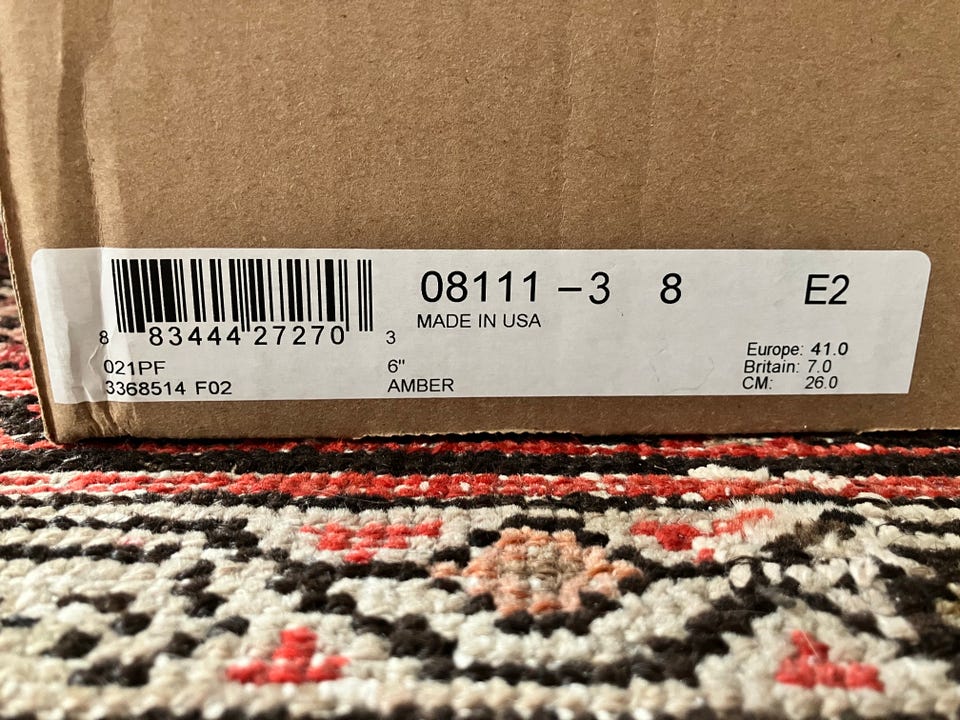 08111 – 3 8 E2
MADE IN USA
8 83444 27270 3
021PF
3368514 F02
6"
AMBER
Europe: 41.0
Britain: 7.0
CM: 26.0